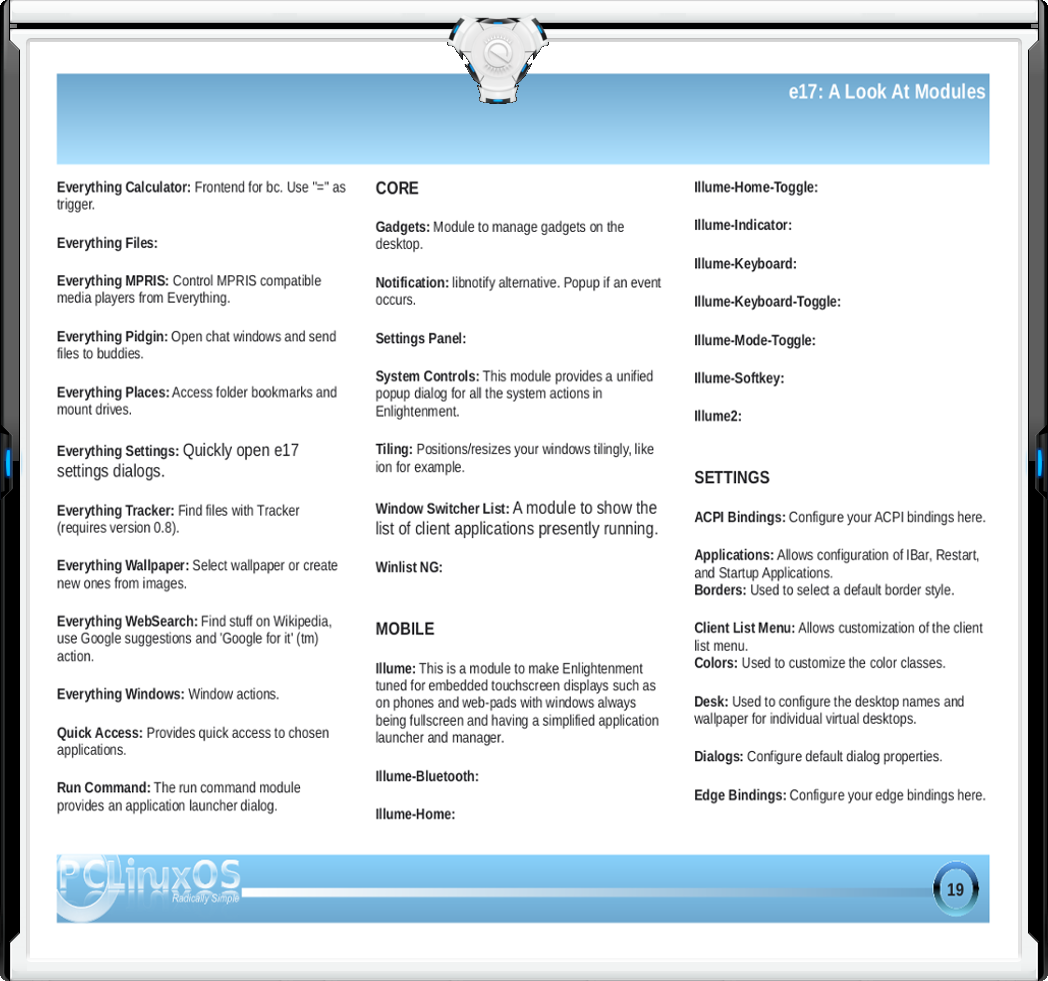 e17: A Look At Modules
Everything Calculator: Frontend for bc. Use "=" as
trigger.
Everything Files:
Everything MPRIS: Control MPRIS compatible
media players from Everything.
Everything Pidgin: Open chat windows and send
files to buddies.
Everything Places: Access folder bookmarks and
mount drives.
Everything Settings: Quickly open e17
settings dialogs.
Everything Tracker: Find files with Tracker
(requires version 0.8).
Everything Wallpaper: Select wallpaper or create
new ones from images.
Everything WebSearch: Find stuff on Wikipedia,
use Google suggestions and 'Google for it' (tm)
action.
Everything Windows: Window actions.
Quick Access: Provides quick access to chosen
applications.
Run Command: The run command module
provides an application launcher dialog.
CORE
Gadgets: Module to manage gadgets on the
desktop.
Notification: libnotify alternative. Popup if an event
occurs.
Settings Panel:
System Controls: This module provides a unified
popup dialog for all the system actions in
Enlightenment.
Tiling: Positions/resizes your windows tilingly, like
ion for example.
Window Switcher List: A module to show the
list of client applications presently running.
Winlist NG:
MOBILE
Illume: This is a module to make Enlightenment
tuned for embedded touchscreen displays such as
on phones and web-pads with windows always
being fullscreen and having a simplified application
launcher and manager.
Illume-Bluetooth:
Illume-Home:
Illume-Home-Toggle:
Illume-Indicator:
Illume-Keyboard:
Illume-Keyboard-Toggle:
Illume-Mode-Toggle:
Illume-Softkey:
Illume2:
SETTINGS
ACPI Bindings: Configure your ACPI bindings here.
Applications: Allows configuration of IBar, Restart,
and Startup Applications.
Borders: Used to select a default border style.
Client List Menu: Allows customization of the client
list menu.
Colors: Used to customize the color classes.
Desk: Used to configure the desktop names and
wallpaper for individual virtual desktops.
Dialogs: Configure default dialog properties.
Edge Bindings: Configure your edge bindings here.
PCLinuxOS
Radically Simple
19